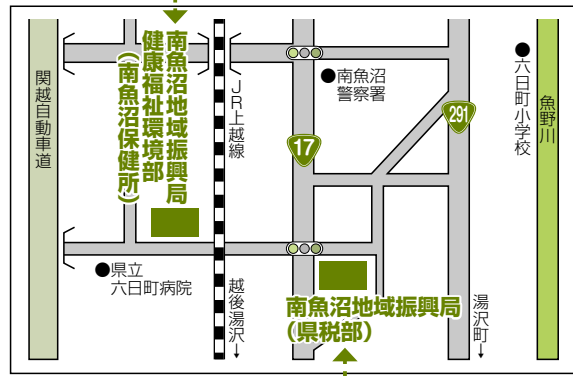 関越自動車道
南魚沼地域振興局
健康福祉環境部
（南魚沼保健所）
JR上越線
●南魚沼
警察署
17
291
●六日町小学校
魚野川
●県立
六日町病院
越後湯沢→
南魚沼地域振興局
（県税部）
湯沢町→